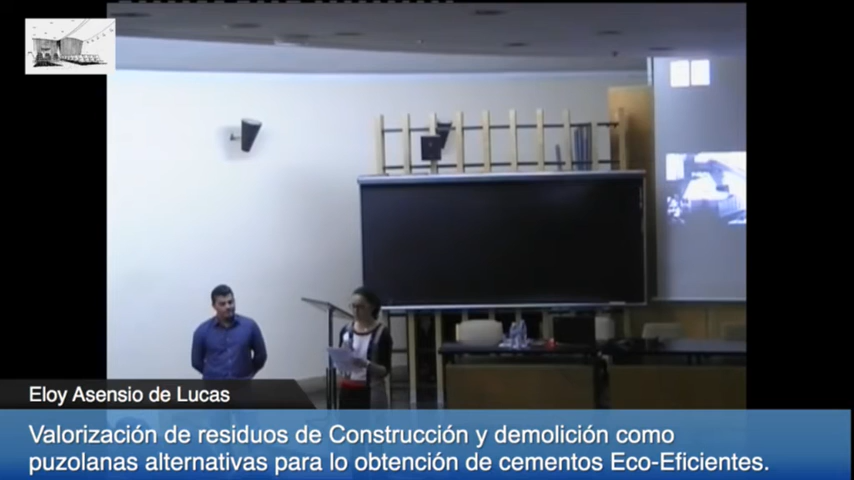 Eloy Asensio de Lucas
Valorización de residuos de Construcción y demolición como
puzolanas alternativas para lo obtención de cementos Eco-Eficientes.